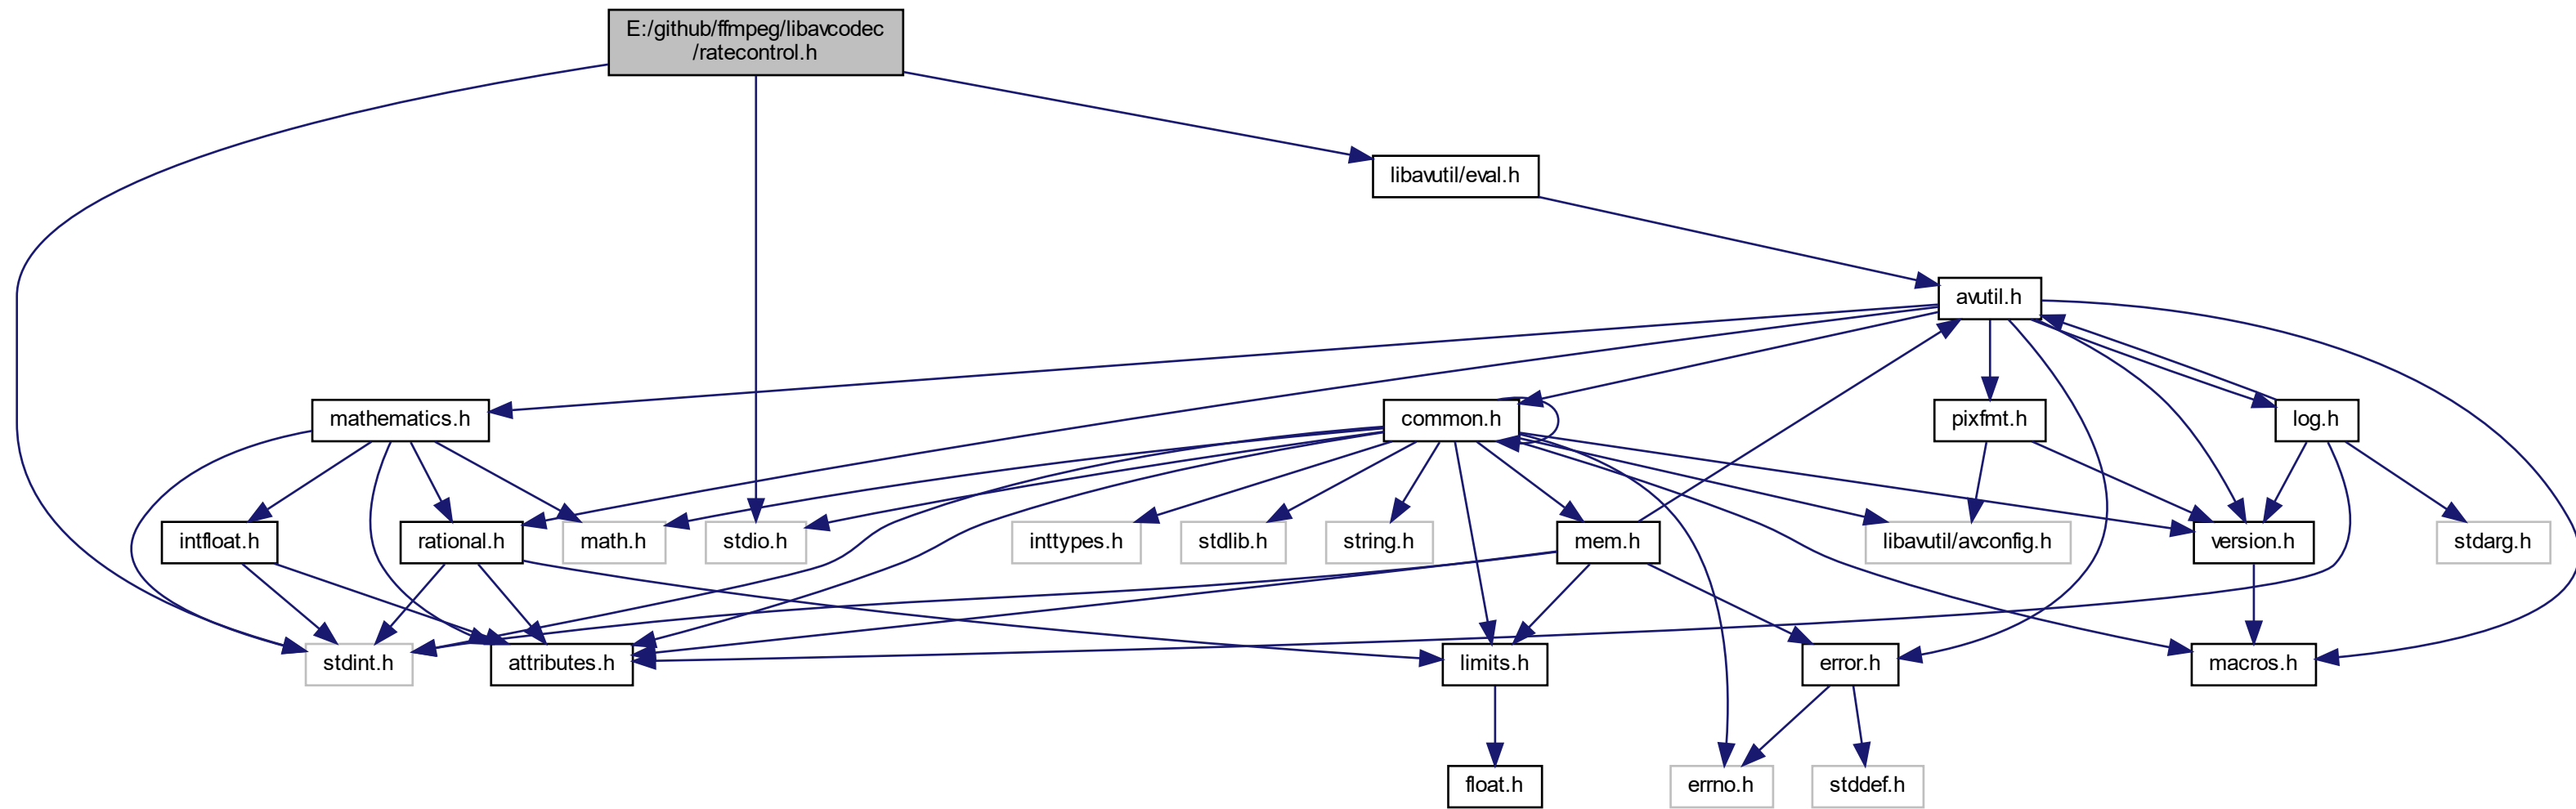 E:/github/ffmpeg/libavcodec
/ratecontrol.h
libavutil/eval.h
avutil.h
mathematics.h
common.h
pixfmt.h
log.h
intfloat.h
rational.h
math.h
stdio.h
inttypes.h
stdlib.h
string.h
mem.h
libavutil/avconfig.h
version.h
stdarg.h
stdint.h
attributes.h
limits.h
error.h
macros.h
float.h
errno.h
stddef.h